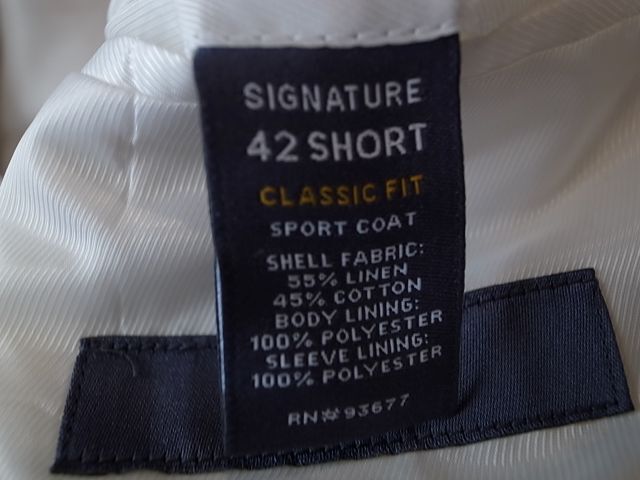 SIGNATURE
42 SHORT
CLASSIC FIT
SPORT COAT
SHELL FABRIC:
55% LINEN
45% COTTON
BODY LINING:
100% POLYESTER
SLEEVE LINING:
100% POLYESTER
RN# 93677